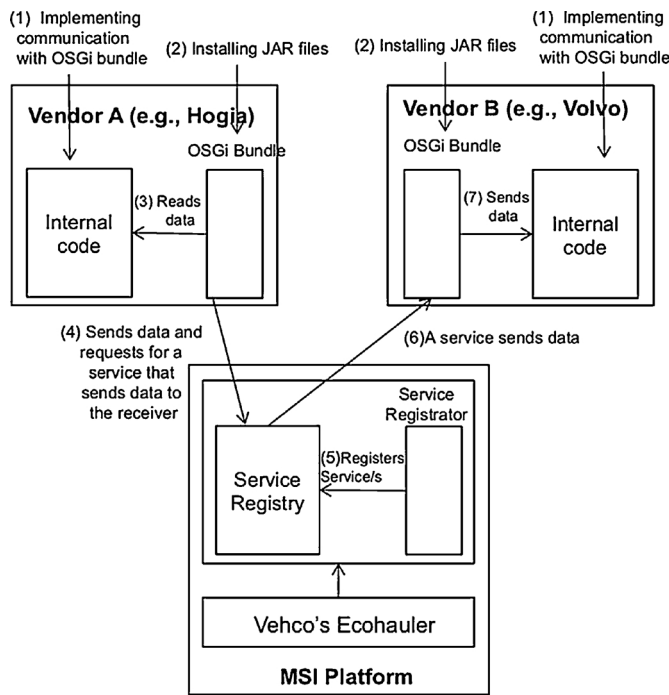 (1) Implementing
communication
with OSGi bundle
(2) Installing JAR files
Vendor A (e.g., Hogia)
OSGi Bundle
Internal
code
(3) Reads
data
(1) Implementing
communication
with OSGi bundle
(2) Installing JAR files
Vendor B (e.g., Volvo)
OSGi Bundle
(7) Sends
data
Internal
code
(4) Sends data and
requests for a
service that
sends data to
the receiver
(6)A service sends data
Service
Registrator
(5)Registers
Service/s
Service
Registry
Vehco's Ecohauler
MSI Platform